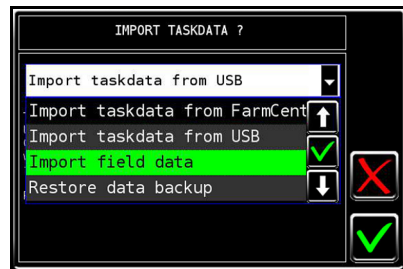 IMPORT TASKDATA ?
Import taskdata from USB
Import taskdata from FarmCent
Import taskdata from USB
Import field data
Restore data backup